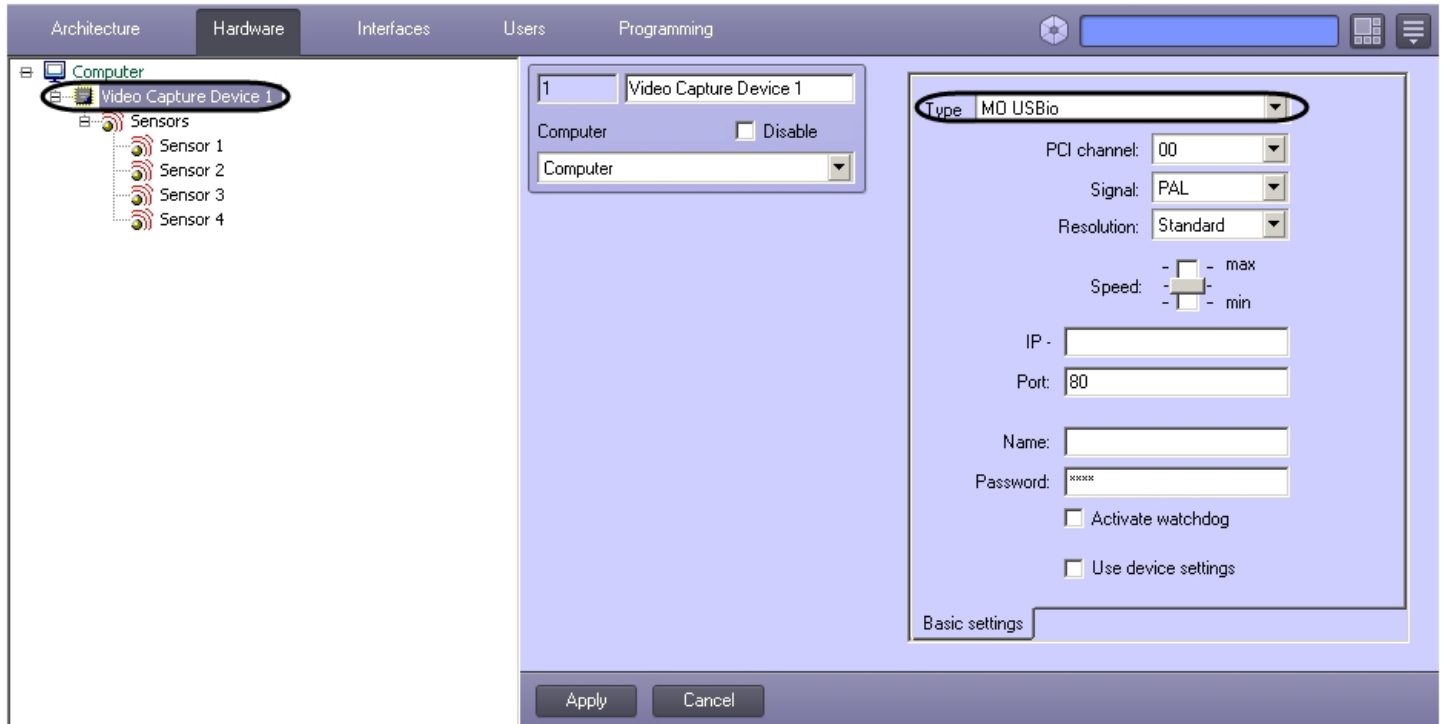 Architecture Hardware Interfaces Users Programming
Computer
Video Capture Device 1
Sensors
Sensor 1
Sensor 2
Sensor 3
Sensor 4
1 Video Capture Device 1
Computer Disable
Computer
Type MO USBio
PCI channel: 00
Signal: PAL
Resolution: Standard
max
Speed:
min
IP -
Port: 80
Name:
Password: ****
Activate watchdog
Use device settings
Basic settings
Apply Cancel